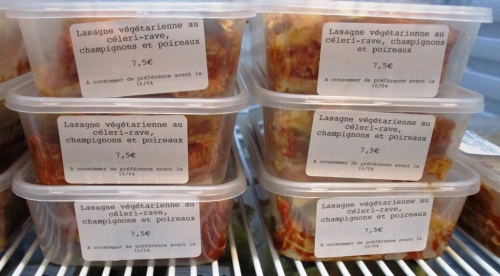 Lasagne végétarienne au
céleri-rave,
champignons et poireaux
7,5€
A consommer de préférence avant le
16/04
Lasagne végétarienne au
céleri-rave, champignons
et poireaux
7,5€
A consommer de préférence avant le
16/04
Lasagne végétarienne au
céleri-rave,
champignons et poireaux
7,5€
A consommer de préférence avant le
16/04
Lasagne végétarienne au
céleri-rave,
champignons et poireaux
7,5€
A consommer de préférence avant le
16/04
Lasagne végétarienne au
céleri-rave,
champignons et poireaux
7,5€
A consommer de préférence avant le
16/04
Lasagne végétarienne
au céleri-rave,
champignons et poireaux
7,5€
A consommer de préférence avant le
16/04